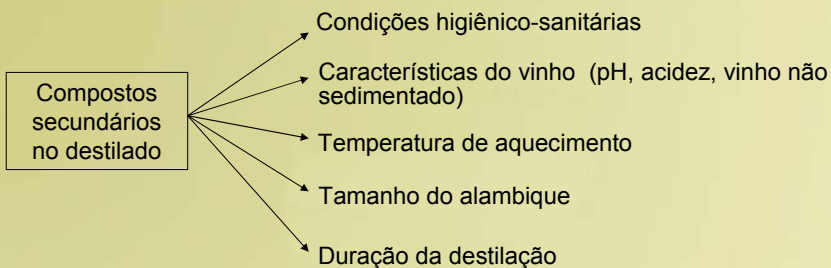 Condições higiênico-sanitárias
Características do vinho (pH, acidez, vinho não
sedimentado)
Compostos
secundários
no destilado
Temperatura de aquecimento
Tamanho do alambique
Duração da destilação